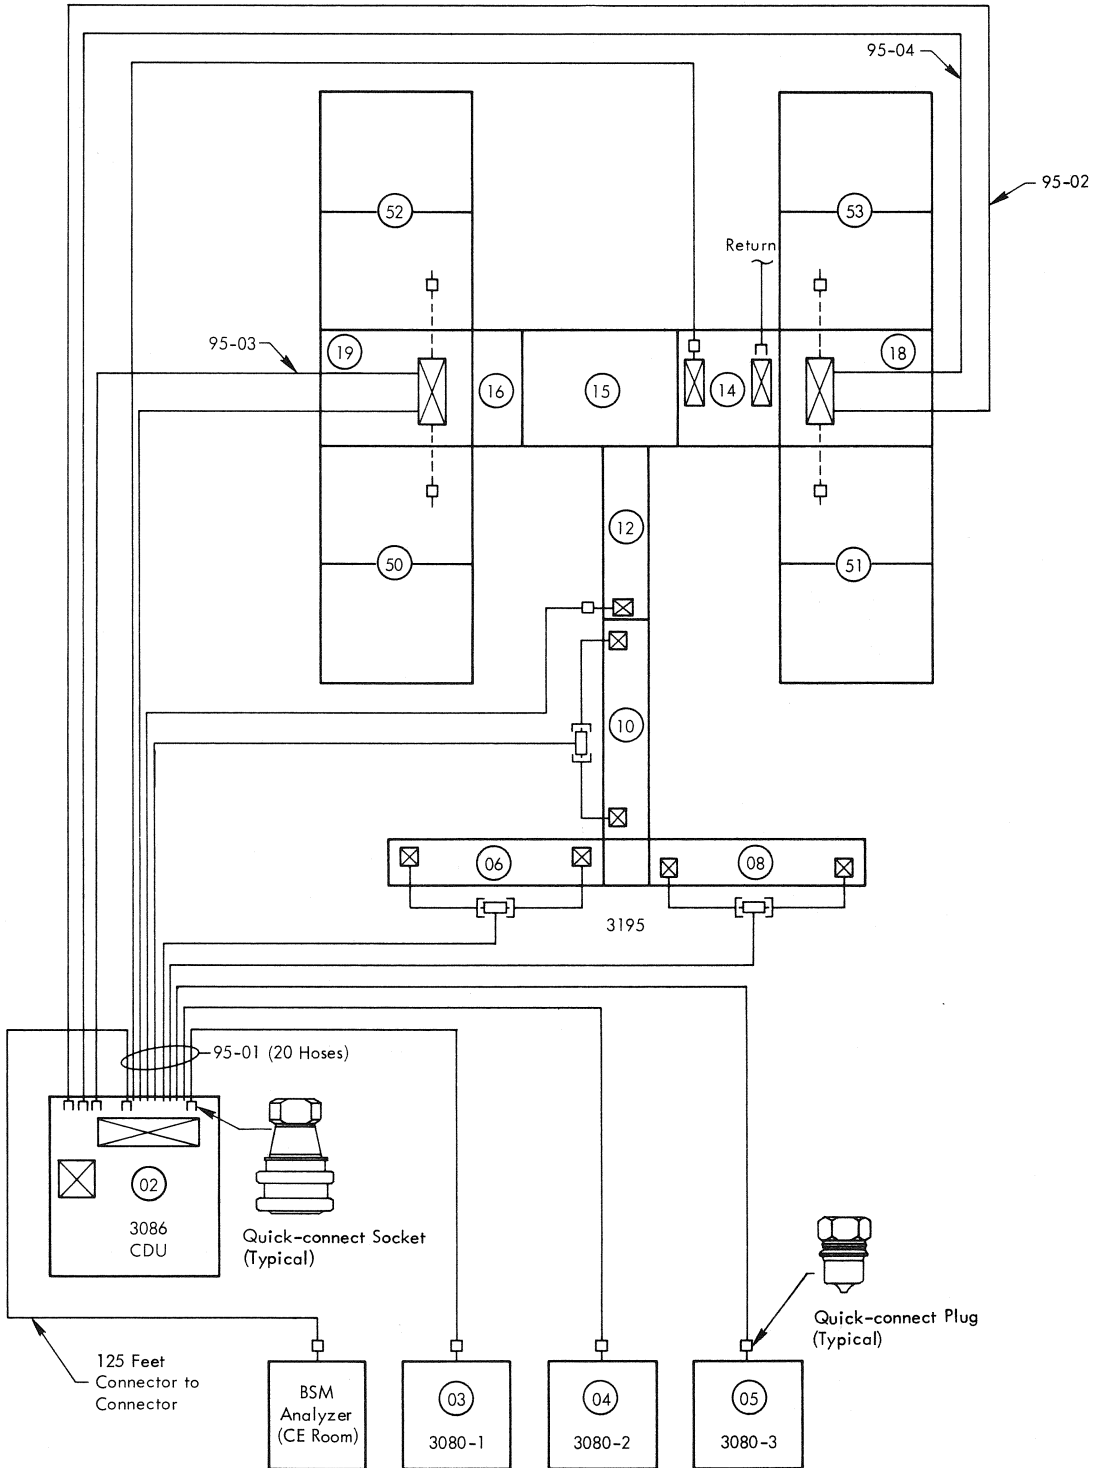 95-04
95-02
52
53
Return
95-03
19
18
16
15
14
12
50
51
10
06
08
3195
95-01 (20 Hoses)
02
3086
CDU
Quick-connect Socket
(Typical)
Quick-connect Plug
(Typical)
125 Feet
Connector to
Connector
BSM
Analyzer
(CE Room)
03
3080-1
04
3080-2
05
3080-3